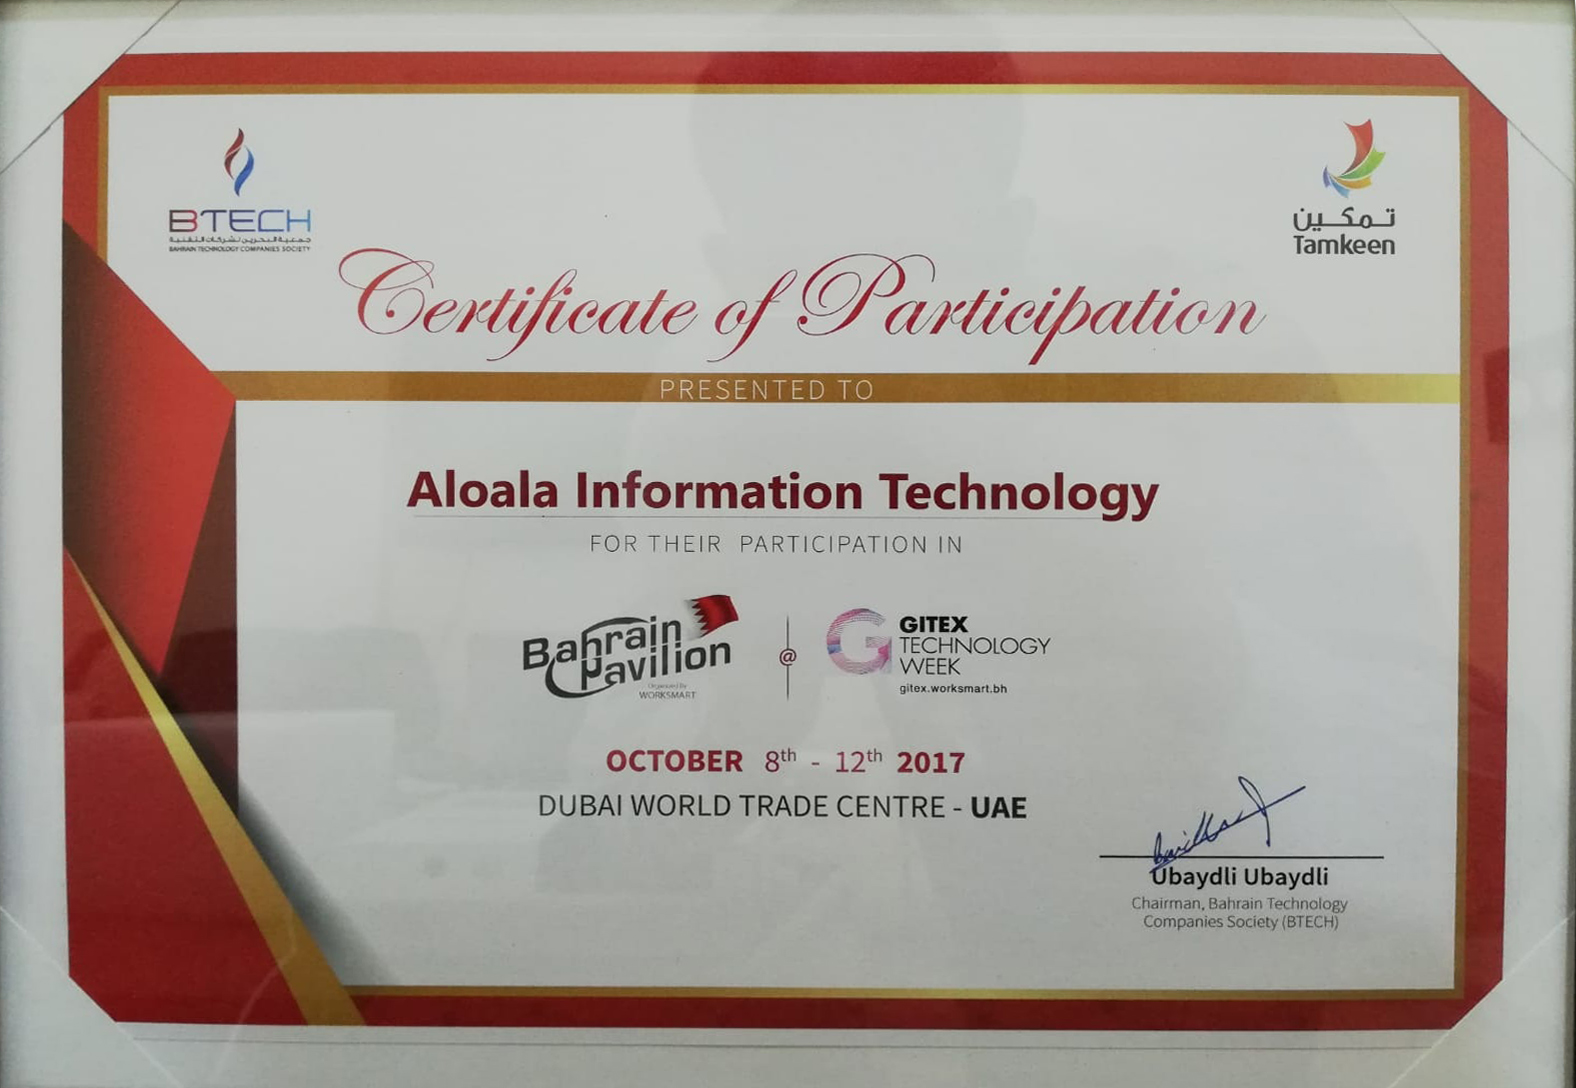 BTECH
جمعية البحرين لشركات التقنية
BAHRAIN TECHNOLOGY COMPANIES SOCIETY
تمكين
Tamkeen
Certificate of Participation
PRESENTED TO
Aloala Information Technology
FOR THEIR PARTICIPATION IN
Bahrain
Pavilion
Organised By
WORKSMART
@
GITEX
TECHNOLOGY
WEEK
gitex.worksmart.bh
OCTOBER 8th - 12th 2017
DUBAI WORLD TRADE CENTRE - UAE
Ubaydli Ubaydli
Chairman, Bahrain Technology
Companies Society (BTECH)